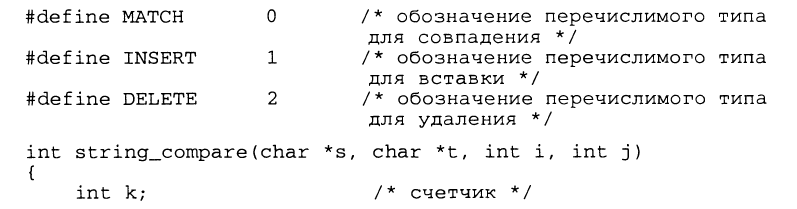 #define MATCH 0 /* обозначение перечислимого типа
для совпадения */
#define INSERT 1 /* обозначение перечислимого типа
для вставки */
#define DELETE 2 /* обозначение перечислимого типа
для удаления */
int string_compare(char *s, char *t, int i, int j)
{
int k; /* счетчик */